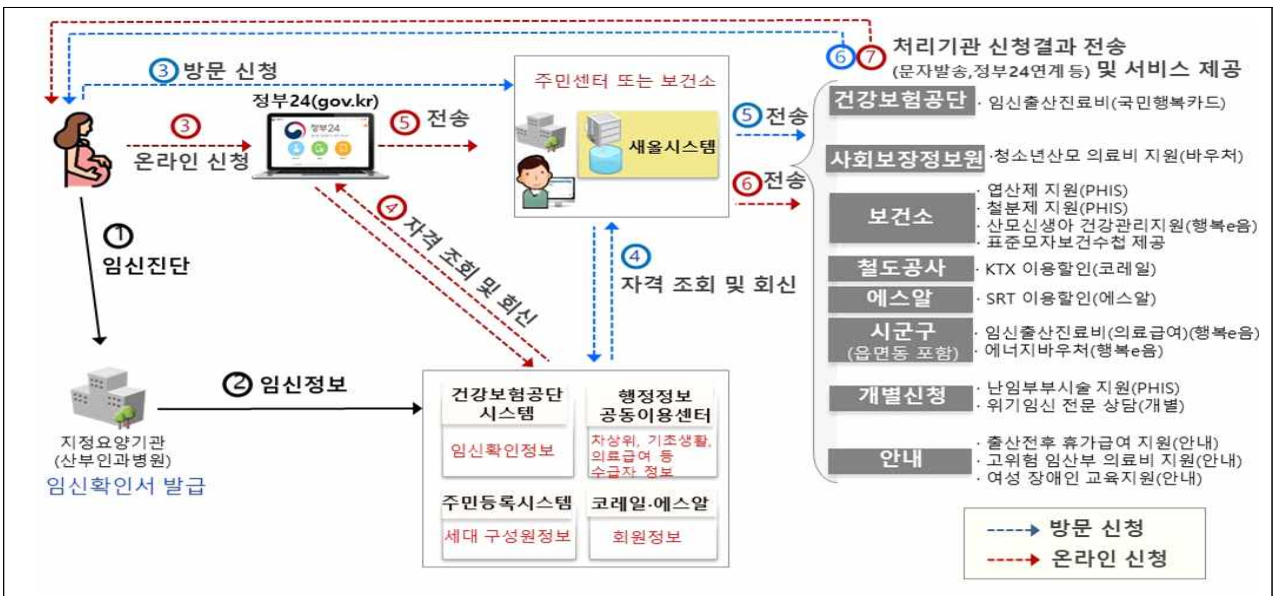 ⑥ ⑦ 처리기관 신청결과 전송
(문자발송,정부24연계 등) 및 서비스 제공
③ 방문 신청
정부24(gov.kr)
정부24
③
온라인 신청
⑤ 전송
주민센터 또는 보건소
새올시스템
⑤ 전송
⑥ 전송
① 임신진단
④ 자격 조회 및 회신
④
자격 조회 및 회신
② 임신정보
지정요양기관
(산부인과병원)
임신확인서 발급
건강보험공단
시스템
임신확인정보
행정정보
공동이용센터
차상위, 기초생활,
의료급여 등
수급자 정보
주민등록시스템
세대 구성원정보
코레일·에스알
회원정보
건강보험공단 · 임신출산진료비(국민행복카드)
사회보장정보원 ·청소년산모 의료비 지원(바우처)
보건소
· 엽산제 지원(PHIS)
· 철분제 지원(PHIS)
· 산모신생아 건강관리지원(행복e음)
· 표준모자보건수첩 제공
철도공사 · KTX 이용할인(코레일)
에스알 · SRT 이용할인(에스알)
시군구
(읍면동 포함)
· 임신출산진료비(의료급여)(행복e음)
· 에너지바우처(행복e음)
개별신청
· 난임부부시술 지원(PHIS)
· 위기임신 전문 상담(개별)
안내
· 출산전후 휴가급여 지원(안내)
· 고위험 임산부 의료비 지원(안내)
· 여성 장애인 교육지원(안내)
방문 신청
온라인 신청